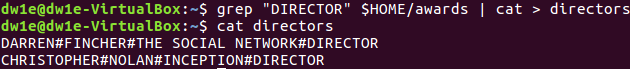 dw1e@dw1e-VirtualBox:~$ grep "DIRECTOR" $HOME/awards | cat > directors
dw1e@dw1e-VirtualBox:~$ cat directors
DARREN#FINCHER#THE SOCIAL NETWORK#DIRECTOR
CHRISTOPHER#NOLAN#INCEPTION#DIRECTOR